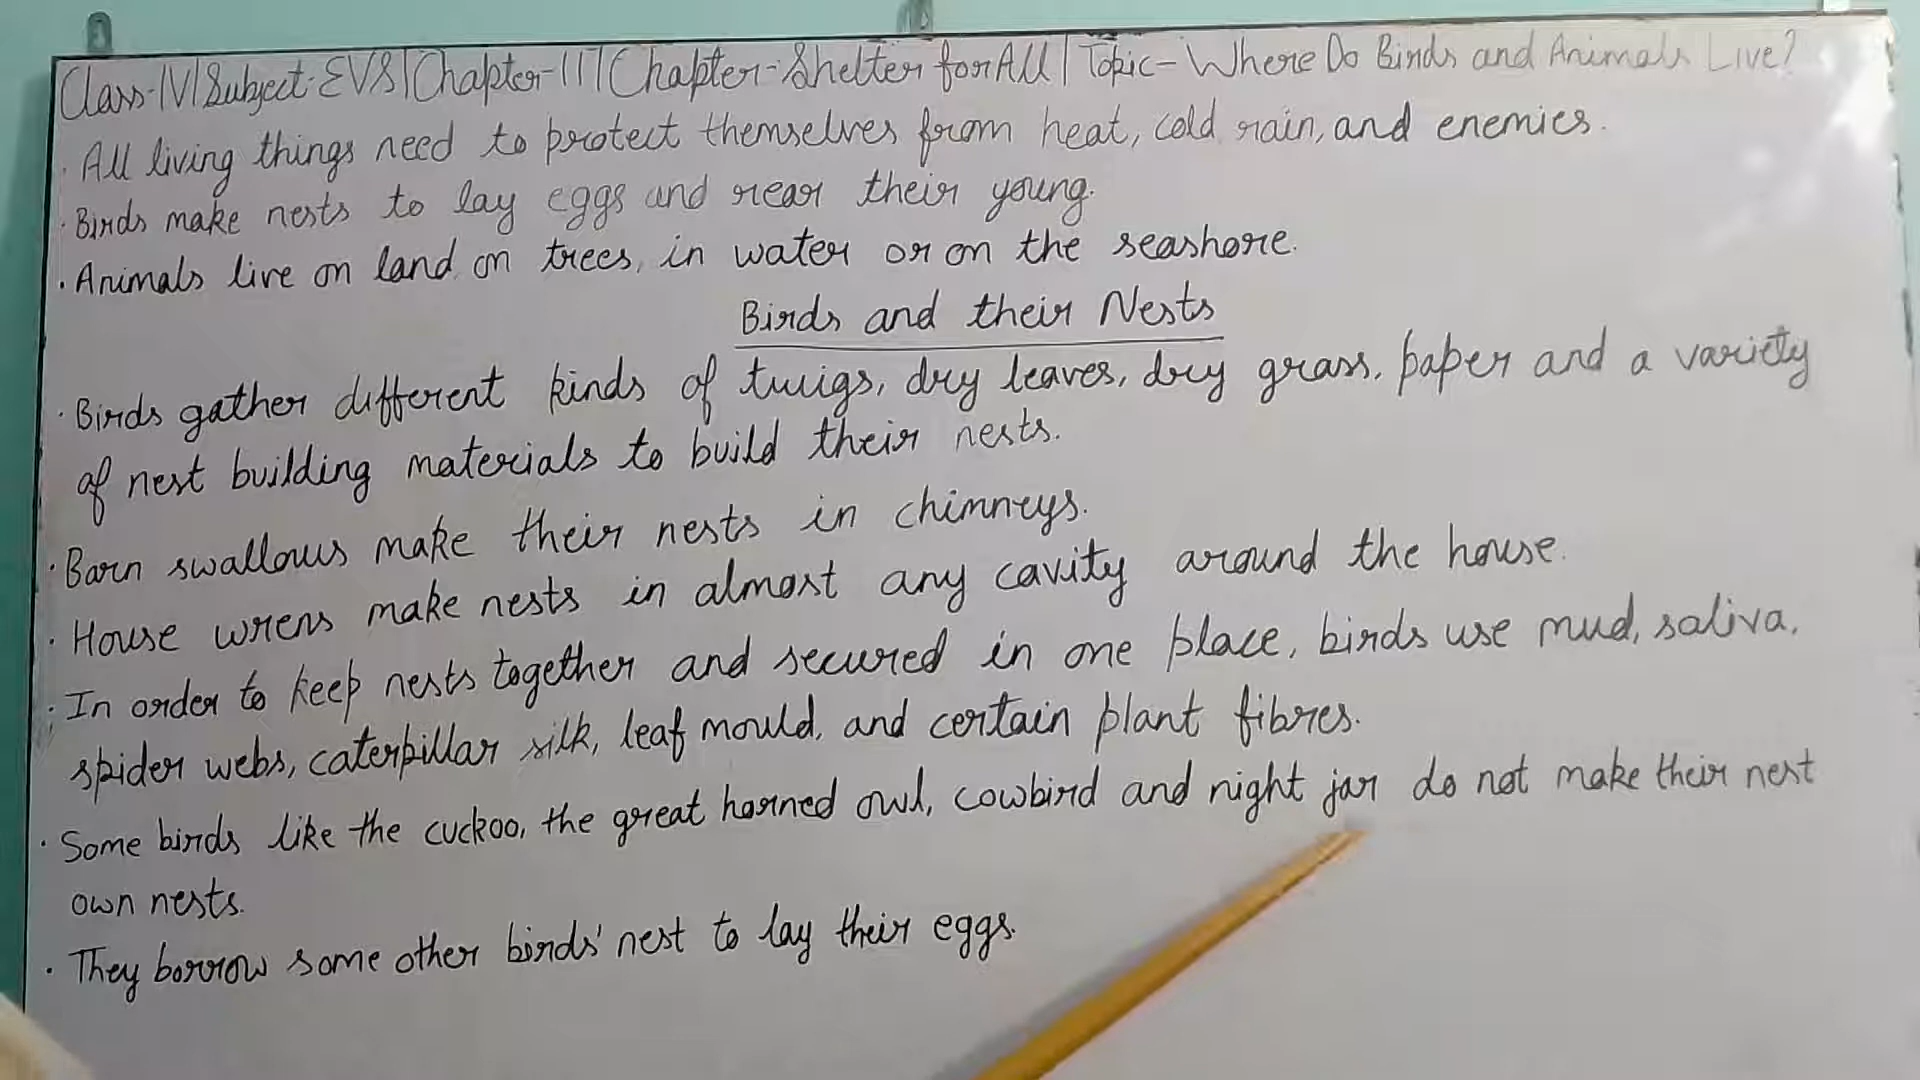 Class-IV|Subject-EVS|Chapter-III|Chapter-Shelter for All|Topic-Where Do Birds and Animals Live?
· All living things need to protect themselves from heat, cold, rain, and enemies.
· Birds make nests to lay eggs and rear their young.
· Animals live on land, on trees, in water or on the seashore.
Birds and their Nests
· Birds gather different kinds of twigs, dry leaves, dry grass, paper and a variety
of nest building materials to build their nests.
· Barn swallows make their nests in chimneys.
· House wrens make nests in almost any cavity around the house.
· In order to keep nests together and secured in one place, birds use mud, saliva,
spider webs, caterpillar silk, leaf mould, and certain plant fibres.
· Some birds like the cuckoo, the great horned owl, cowbird and night jar do not make their nest
own nests.
· They borrow some other birds' nest to lay their eggs.